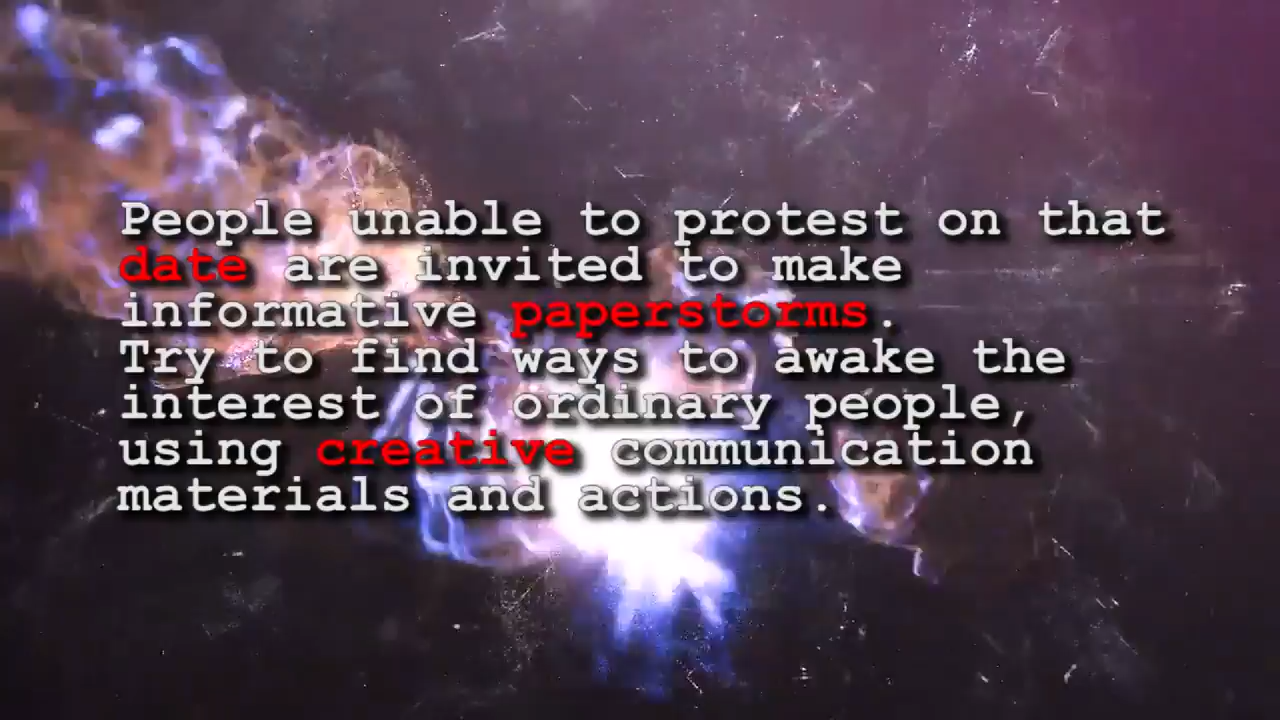 People unable to protest on that
date are invited to make
informative paperstorms.
Try to find ways to awake the
interest of ordinary people,
using creative communication
materials and actions.